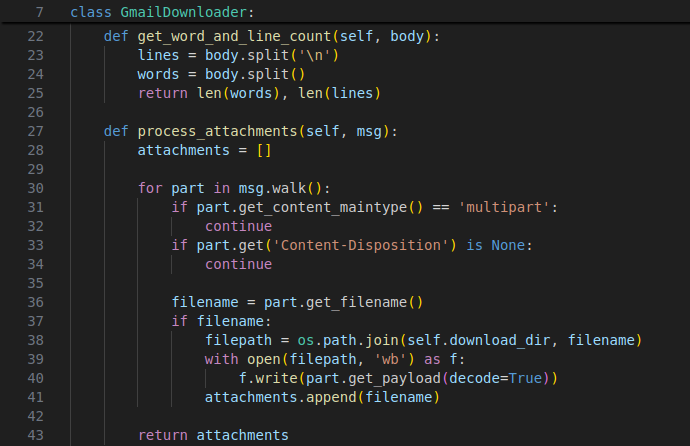 7 class GmailDownloader:
22     def get_word_and_line_count(self, body):
23         lines = body.split('\n')
24         words = body.split()
25         return len(words), len(lines)
26
27     def process_attachments(self, msg):
28         attachments = []
29
30         for part in msg.walk():
31             if part.get_content_maintype() == 'multipart':
32                 continue
33             if part.get('Content-Disposition') is None:
34                 continue
35
36             filename = part.get_filename()
37             if filename:
38                 filepath = os.path.join(self.download_dir, filename)
39                 with open(filepath, 'wb') as f:
40                     f.write(part.get_payload(decode=True))
41                 attachments.append(filename)
42
43         return attachments